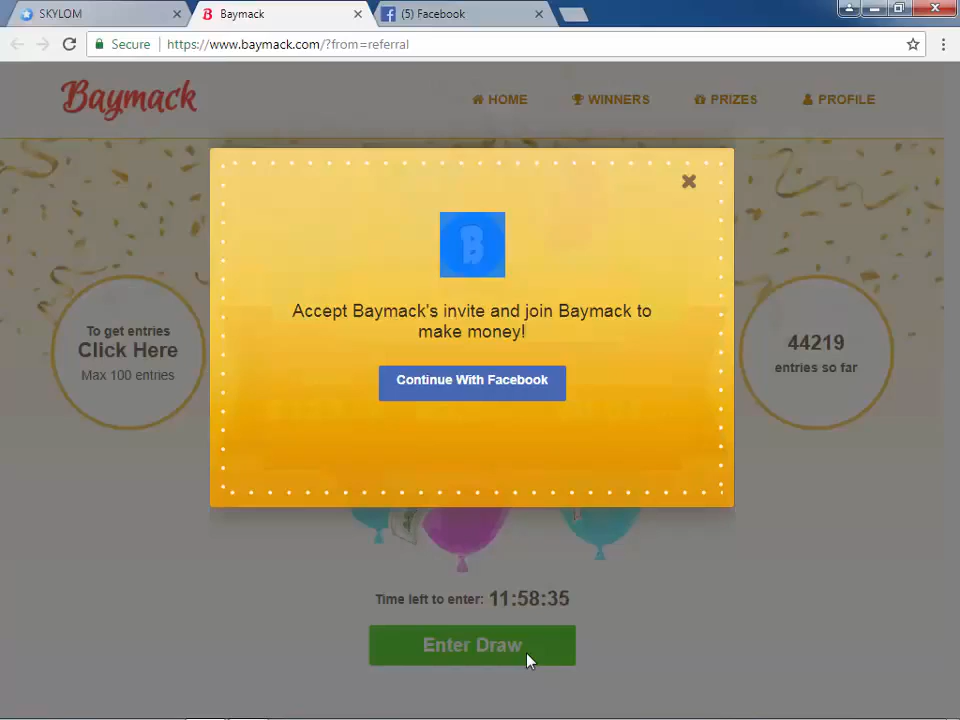 SKYLOM
Baymack
(5) Facebook
Secure
https://www.baymack.com/?from=referral
Baymack
HOME
WINNERS
PRIZES
PROFILE
B
Accept Baymack's invite and join Baymack to
make money!
Continue With Facebook
To get entries
Click Here
Max 100 entries
44219
entries so far
Time left to enter: 11:58:35
Enter Draw